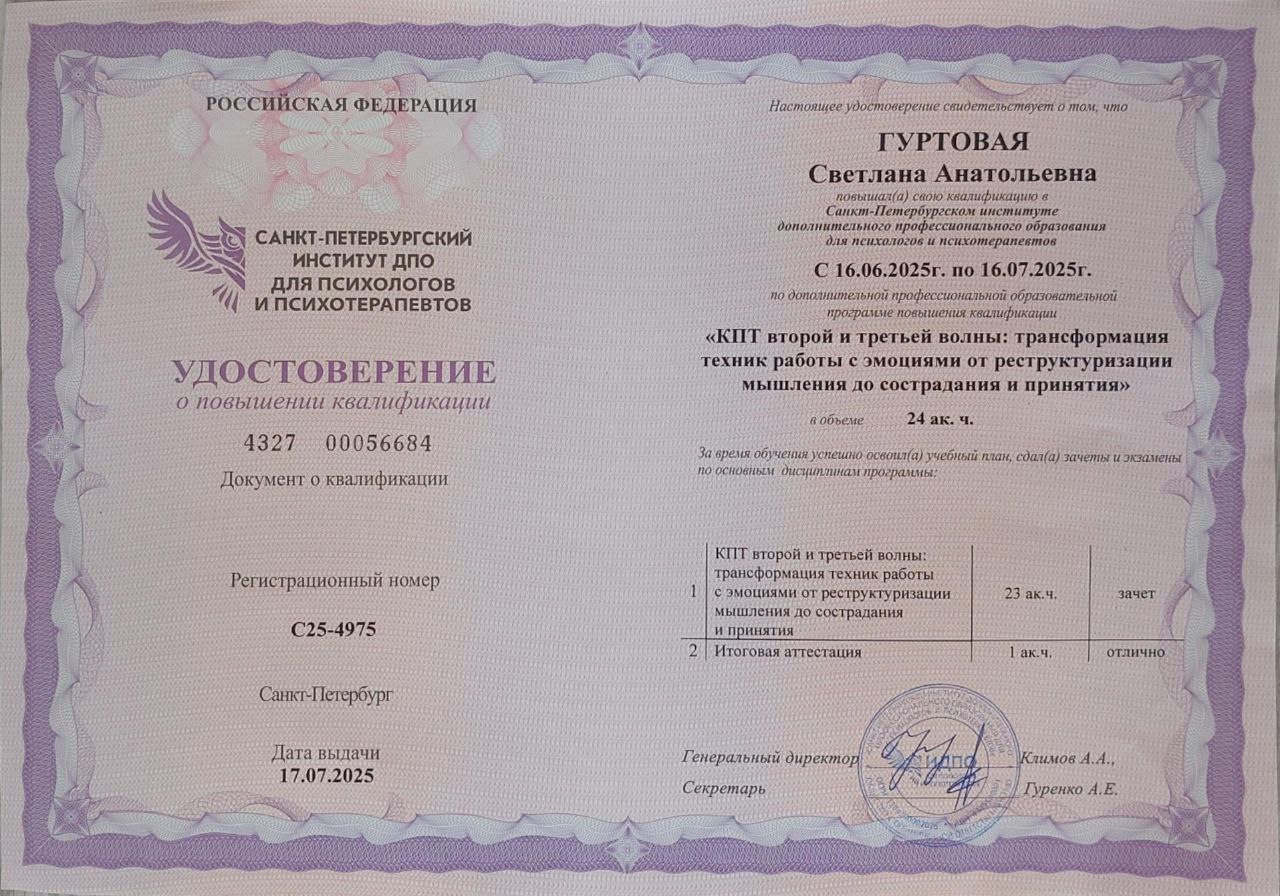 РОССИЙСКАЯ ФЕДЕРАЦИЯ
САНКТ-ПЕТЕРБУРГСКИЙ
ИНСТИТУТ ДПО
ДЛЯ ПСИХОЛОГОВ
И ПСИХОТЕРАПЕВТОВ
УДОСТОВЕРЕНИЕ
о повышении квалификации
4327 00056684
Документ о квалификации
Регистрационный номер
С25-4975
Санкт-Петербург
Дата выдачи
17.07.2025
Настоящее удостоверение свидетельствует о том, что
ГУРТОВАЯ
Светлана Анатольевна
повышал(а) свою квалификацию в
Санкт-Петербургском институте
дополнительного профессионального образования
для психологов и психотерапевтов
С 16.06.2025г. по 16.07.2025г.
по дополнительной профессиональной образовательной
программе повышения квалификации
«КПТ второй и третьей волны: трансформация
техник работы с эмоциями от реструктуризации
мышления до сострадания и принятия»
в объеме 24 ак. ч.
За время обучения успешно освоил(а) учебный план, сдал(а) зачеты и экзамены
по основным дисциплинам программы:
КПТ второй и третьей волны:
трансформация техник работы
1 с эмоциями от реструктуризации 23 ак.ч. зачет
мышления до сострадания
и принятия
2 Итоговая аттестация 1 ак.ч. отлично
Генеральный директор Климов А.А.,
Секретарь Гуренко А.Е.
ИДПО